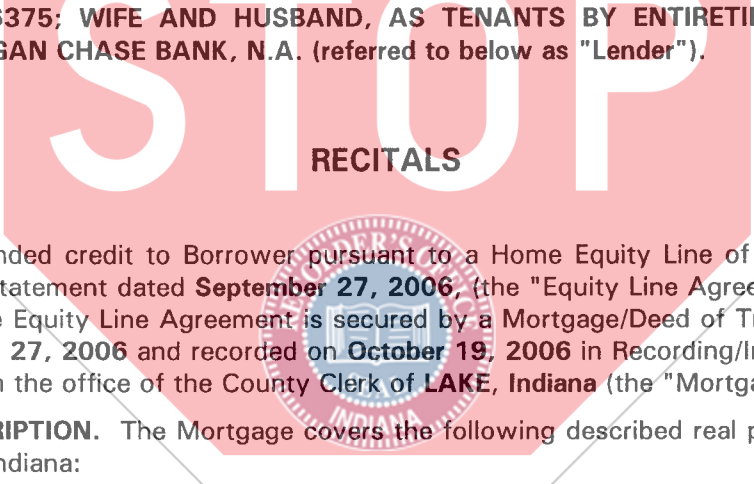 6375; WIFE AND HUSBAND, AS TENANTS BY ENTIRETI
GAN CHASE BANK, N.A. (referred to below as "Lender").
STOP
RECITALS
nded credit to Borrower pursuant to a Home Equity Line of
tatement dated September 27, 2006, (the "Equity Line Agree
e Equity Line Agreement is secured by a Mortgage/Deed of T
27, 2006 and recorded on October 19, 2006 in Recording/I
n the office of the County Clerk of LAKE, Indiana (the "Mortga
RIPTION. The Mortgage covers the following described real p
ndiana:
RECORDER'S OFFICE
INDIANA